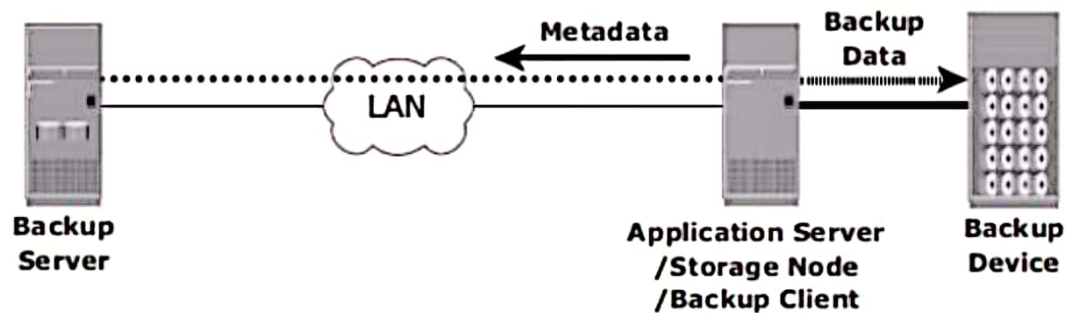 Metadata
Backup
Data
LAN
Backup
Server
Application Server
/Storage Node
/Backup Client
Backup
Device